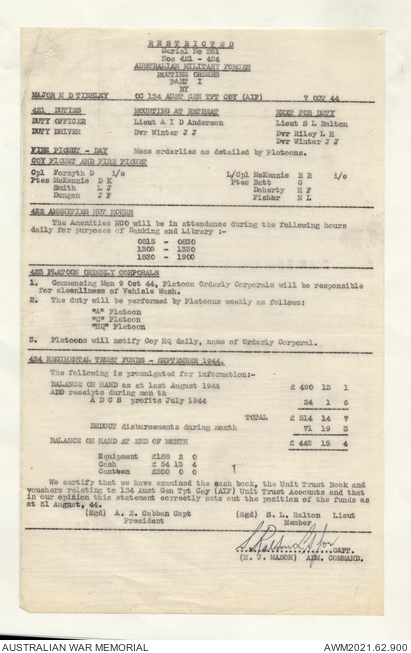 RESTRICTED
Serial No 281
Nos 421 - 424
AUSTRALIAN MILITARY FORCES
ROUTINE ORDERS
PART I
BY
MAJOR N D TINSLEY OC 134 AUST GEN TPT COY (AIF) 7 OCT 44
421 DUTIES MOUNTING AT RETREAT NEXT FOR DUTY
DUTY OFFICER Lieut A I D Anderson Lieut S L Ralton
DUTY DRIVER Dvr Winter J J Dvr Riley L H
Dvr Winter J J
FIRE PIQUET - DAY Mess orderlies as detailed by Platoons.
COY PIQUET AND FIRE PIQUET
Cpl Forsyth D i/c L/Cpl McKenzie R R i/c
Ptes McKenzie D K Ptes Batt G
Smith L J Doherty H F
Dungan J F Fisher N L
422 AMENITIES HUT HOURS
The Amenities NCO will be in attendance during the following hours
daily for purposes of Banking and Library :-
0815 - 0830
1300 - 1330
1830 - 1900
423 PLATOON ORDERLY CORPORALS
1. Commencing Mon 9 Oct 44, Platoon Orderly Corporals will be responsible
for cleanliness of Vehicle Wash.
2. The duty will be performed by Platoons weekly as follows:
"A" Platoon
"C" Platoon
"HQ" Platoon
3. Platoons will notify Coy HQ daily, name of Orderly Corporal.
424 REGIMENTAL TRUST FUNDS - SEPTEMBER 1944.
The following is promulgated for information:-
BALANCE ON HAND as at last August 1944 £ 490 13 1
ADD receipts during month
A D C S profits July 1944 24 1 6
TOTAL £ 514 14 7
DEDUCT disbursements during month 71 19 3
BALANCE ON HAND AT END OF MONTH £ 442 15 4
Equipment £188 2 0
Cash £ 54 13 4
Canteen £200 0 0
We certify that we have examined the cash book, the Unit Trust Book and
vouchers relating to 134 Aust Gen Tpt Coy (AIF) Unit Trust Accounts and that
in our opinion this statement correctly sets out the position of the funds as
at 31 August, 44.
(Sgd) A. E. Cabban Capt (Sgd) S. L. Ralton Lieut
President Member
CAPT.
(H. T. MASON) ADM. COMMAND.
AUSTRALIAN WAR MEMORIAL AWM2021.62.900